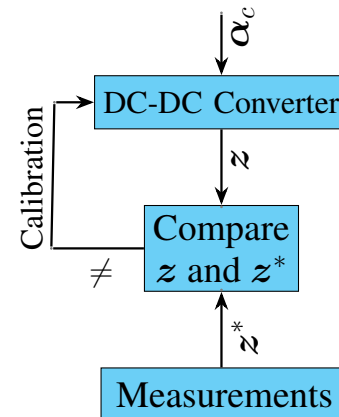 α_c
DC-DC Converter
z
Calibration
Compare
z and z*
≠
z*
Measurements